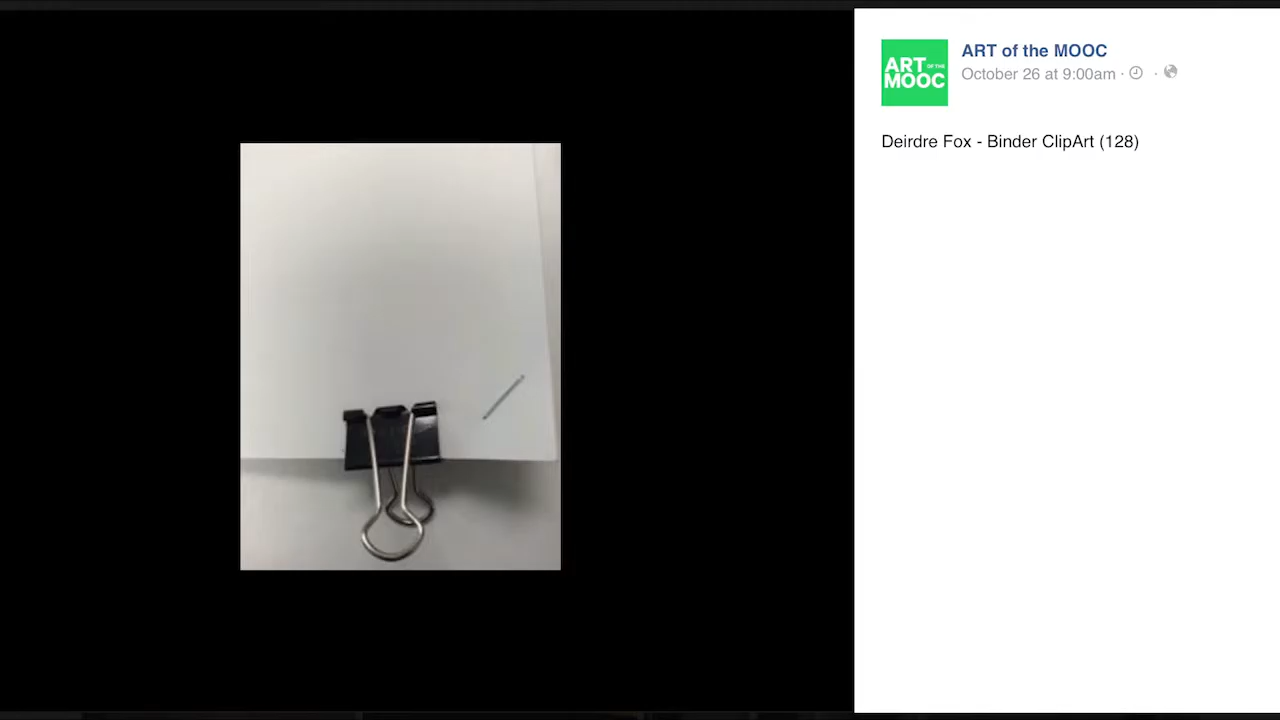 ART OF THE
MOOC
ART of the MOOC
October 26 at 9:00am · ·
Deirdre Fox - Binder ClipArt (128)